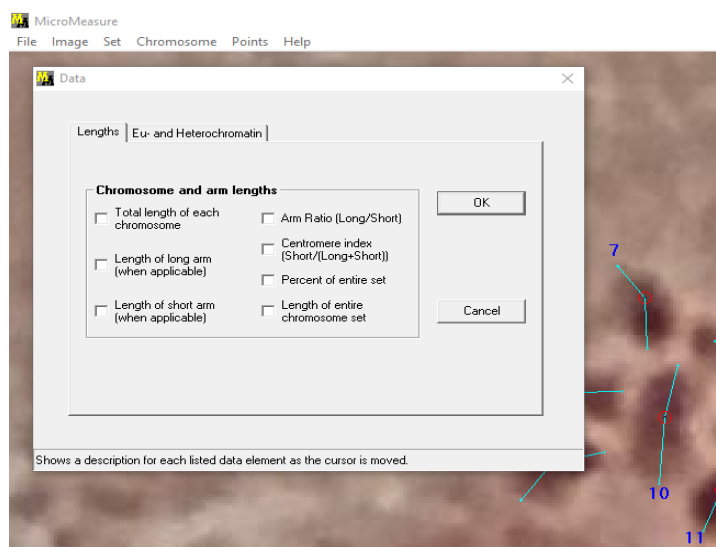 MicroMeasure
File Image Set Chromosome Points Help
Data
Lengths Eu- and Heterochromatin
Chromosome and arm lengths
Total length of each
chromosome
Length of long arm
(when applicable)
Length of short arm
(when applicable)
Arm Ratio (Long/Short)
Centromere index
(Short/(Long+Short))
Percent of entire set
Length of entire
chromosome set
OK
Cancel
Shows a description for each listed data element as the cursor is moved.
7
10
11